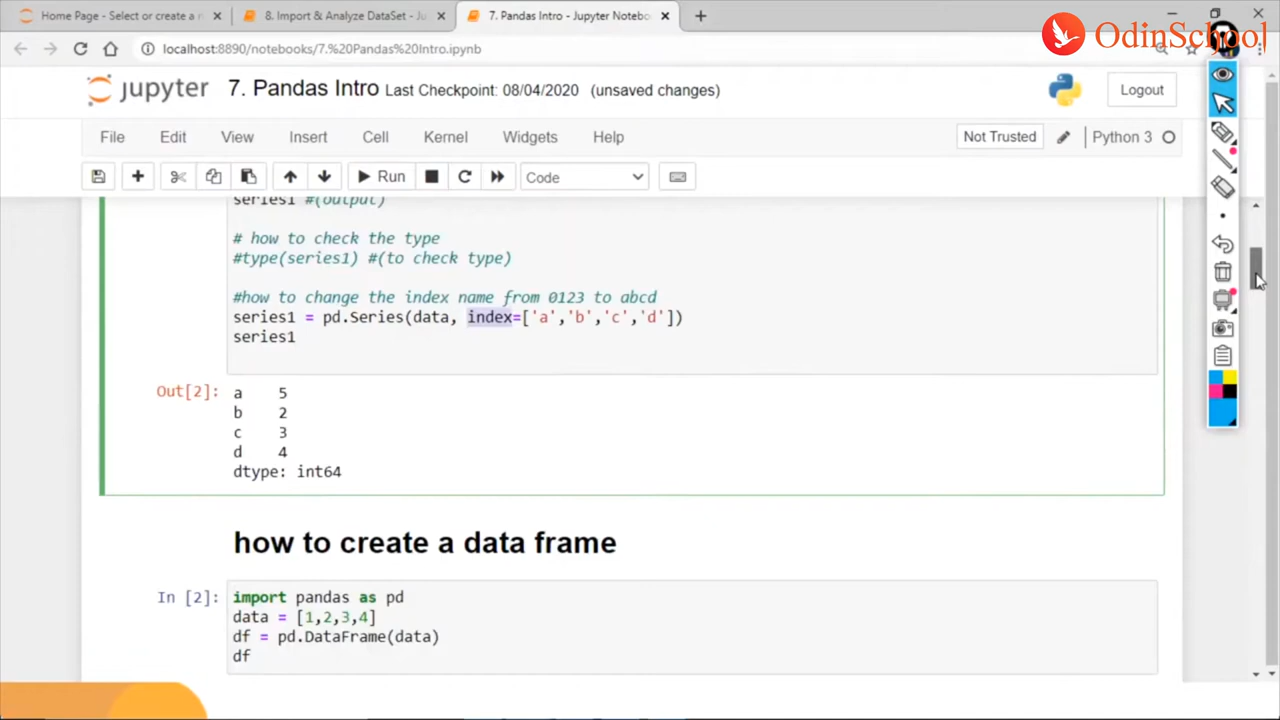 Home Page - Select or create a n
8. Import & Analyze DataSet - Ju
7. Pandas Intro - Jupyter Notebo
OdinSchool
localhost:8890/notebooks/7.%20Pandas%20Intro.ipynb
jupyter 7. Pandas Intro Last Checkpoint: 08/04/2020 (unsaved changes)
Logout
File Edit View Insert Cell Kernel Widgets Help
Not Trusted
Python 3
Run
Code
series1 #(output)
# how to check the type
#type(series1) #(to check type)
#how to change the index name from 0123 to abcd
series1 = pd.Series(data, index=['a','b','c','d'])
series1
Out[2]:
a 5
b 2
c 3
d 4
dtype: int64
how to create a data frame
In [2]:
import pandas as pd
data = [1,2,3,4]
df = pd.DataFrame(data)
df